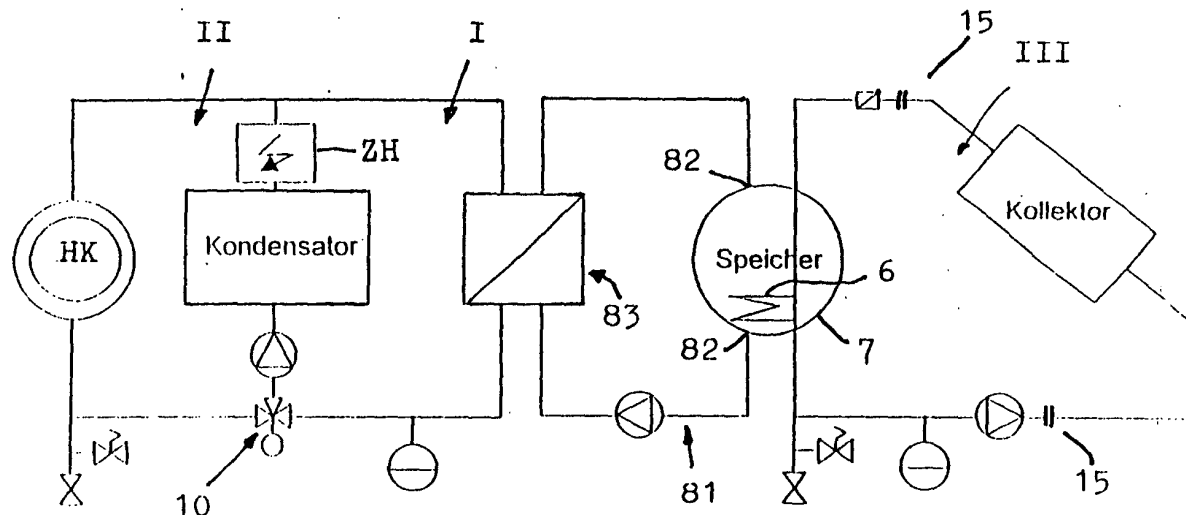 15
II
I
III
ZH
82
HK
Kondensator
Speicher
Kollektor
6
83
82
7
10
81
15